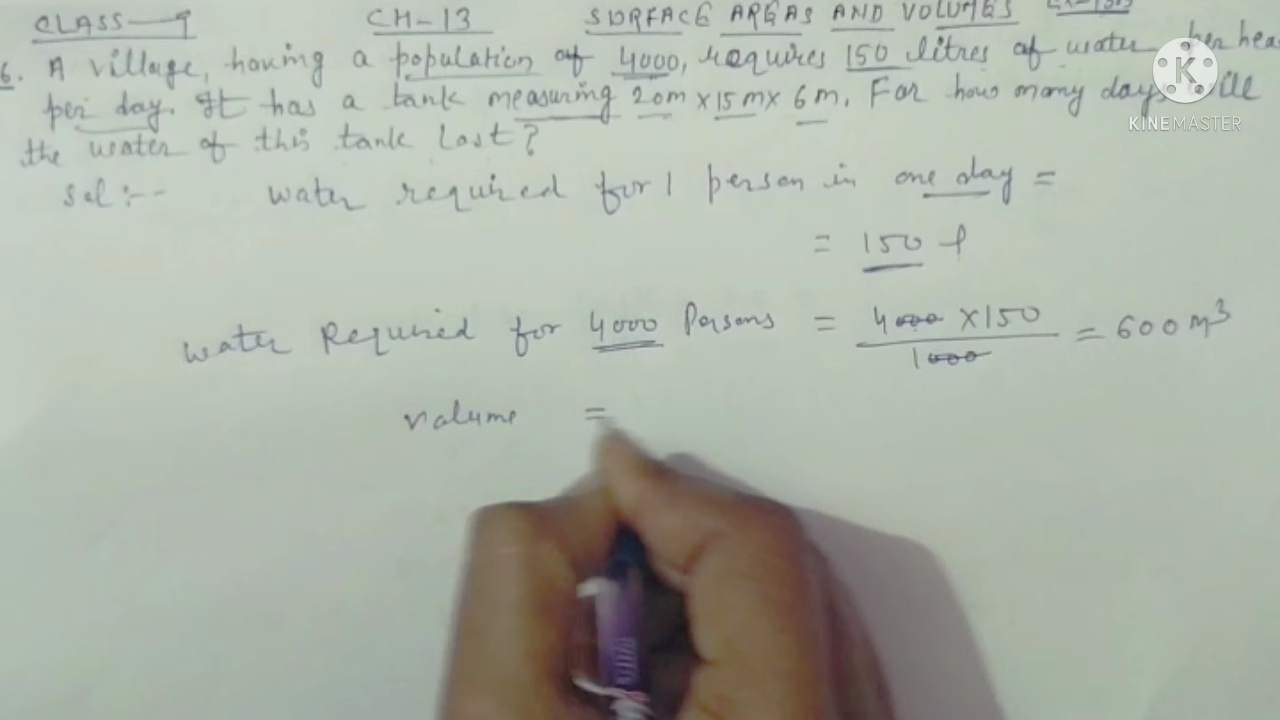 CLASS-9 CH-13 SURFACE AREAS AND VOLUMES
6. A village, having a population of 4000, requires 150 litres of water per hea
per day. It has a tank measuring 20m x 15m x 6m. For how many days will
the water of this tank last?
Sol:-- water required for 1 person in one day =
= 150 l
water Required for 4000 Persons = 4000 x 150 / 1000 = 600 m³
volume =
K
KINEMASTER